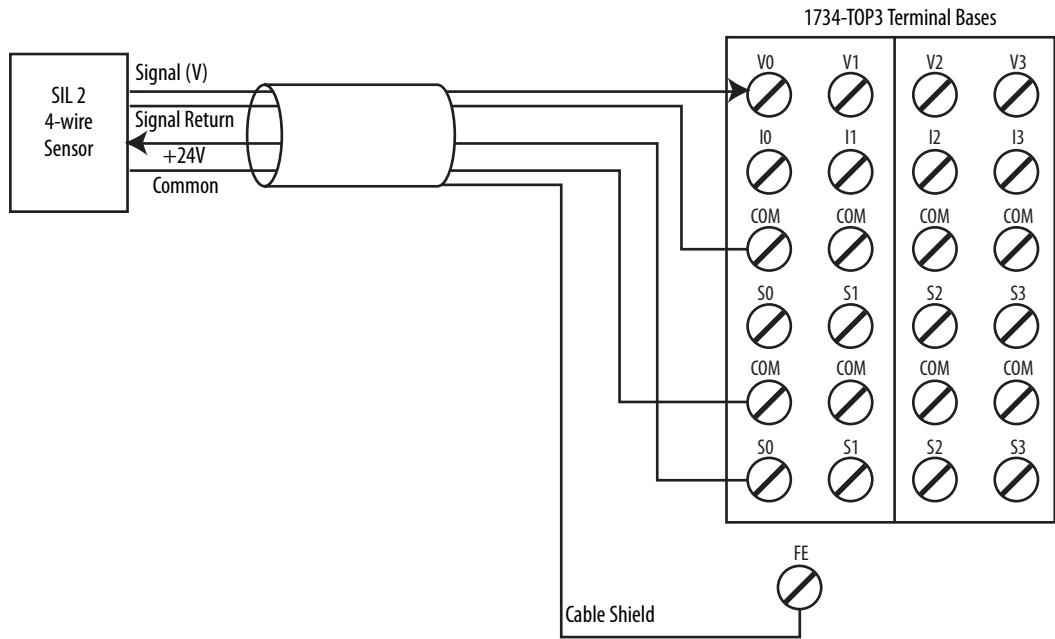 1734-TOP3 Terminal Bases
SIL 2
4-wire
Sensor
Signal (V)
Signal Return
+24V
Common
V0 V1 V2 V3
I0 I1 I2 I3
COM COM COM COM
S0 S1 S2 S3
COM COM COM COM
S0 S1 S2 S3
FE
Cable Shield